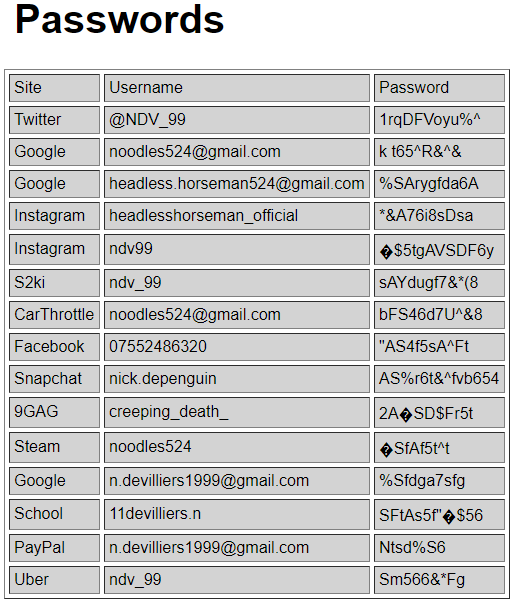 Passwords
Site Username Password
Twitter @NDV_99 1rqDFVoyu%^
Google noodles524@gmail.com k t65^R&^&
Google headless.horseman524@gmail.com %SArygfda6A
Instagram headlesshorseman_official *&A76i8sDsa
Instagram ndv99 �$5tgAVSDF6y
S2ki ndv_99 sAYdugf7&*(8
CarThrottle noodles524@gmail.com bFS46d7U^&8
Facebook 07552486320 "AS4f5sA^Ft
Snapchat nick.depenguin AS%r6t&^fvb654
9GAG creeping_death_ 2A�SD$Fr5t
Steam noodles524 �SfAf5t^t
Google n.devilliers1999@gmail.com %Sfdga7sfg
School 11devilliers.n SFtAs5f"�$56
PayPal n.devilliers1999@gmail.com Ntsd%S6
Uber ndv_99 Sm566&*Fg